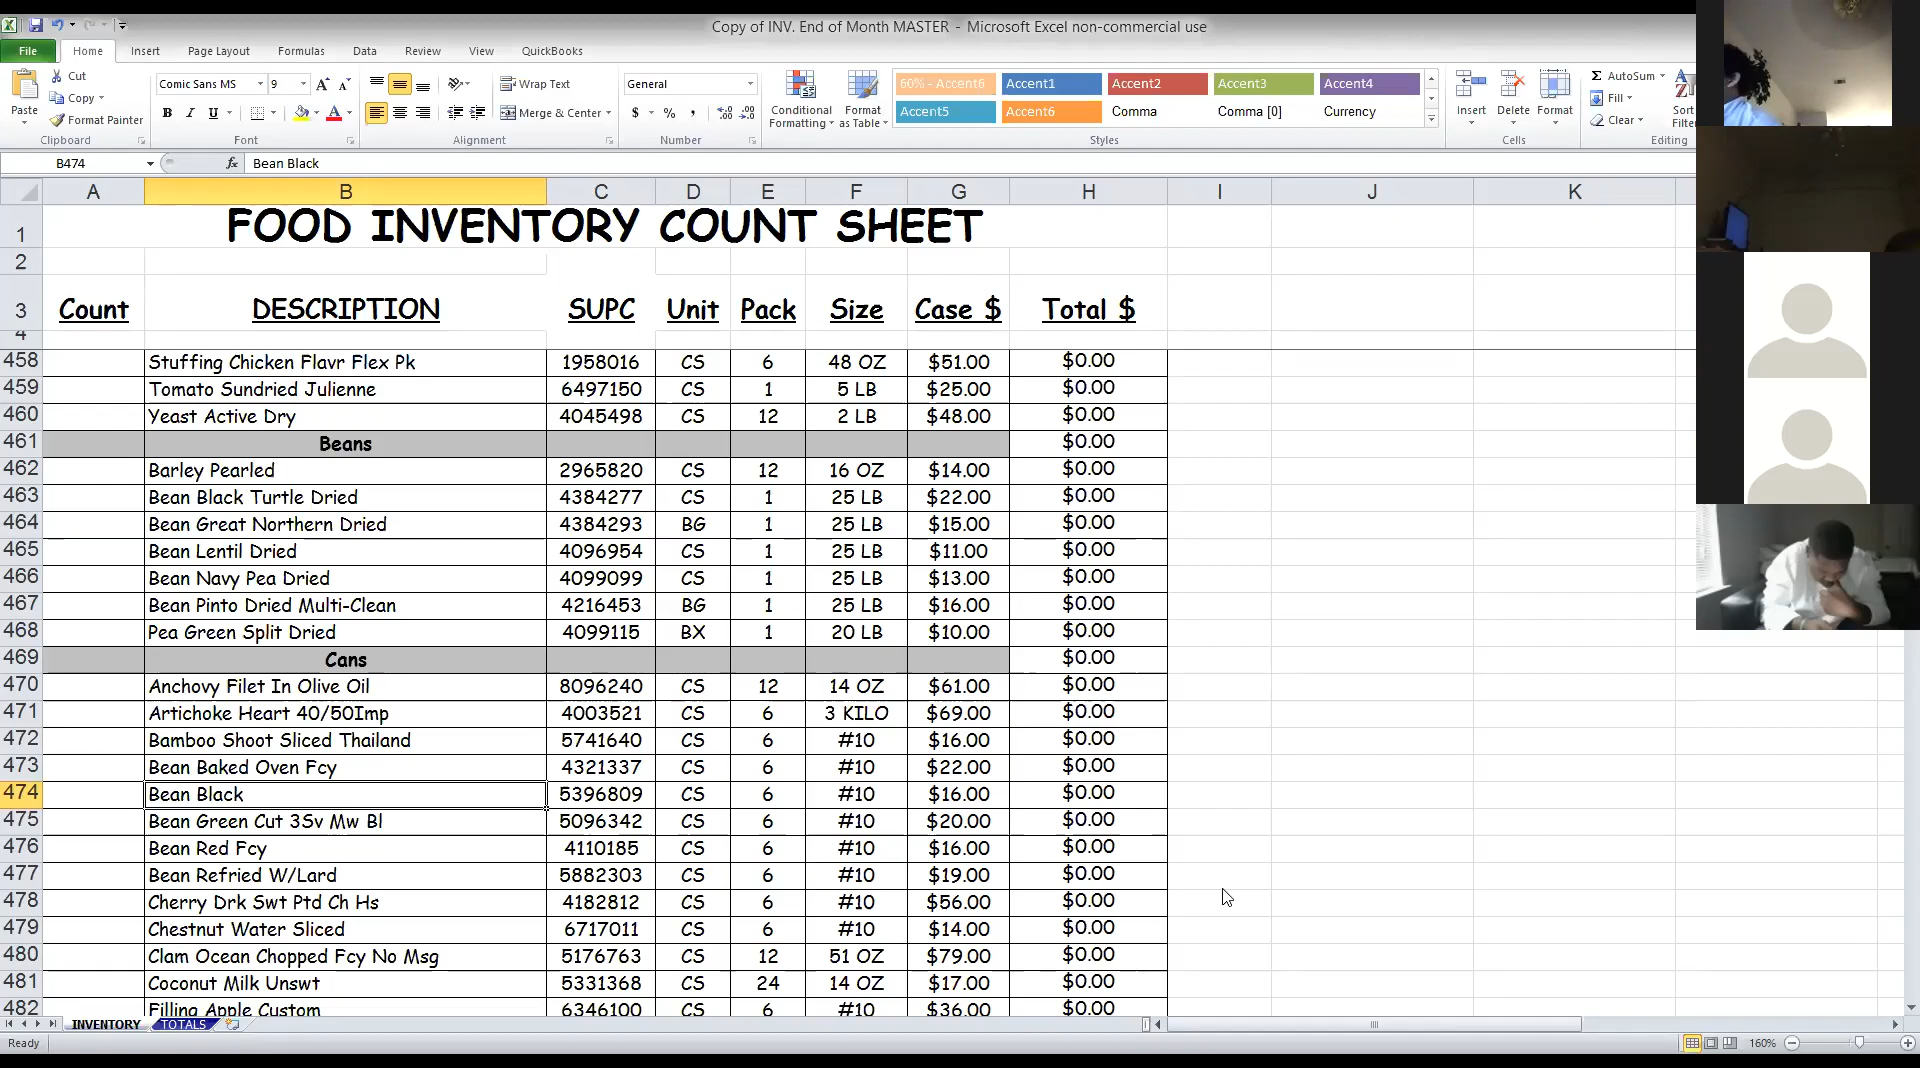 Copy of INV. End of Month MASTER - Microsoft Excel non-commercial use
File Home Insert Page Layout Formulas Data Review View QuickBooks
Paste Cut Copy Format Painter Clipboard
Comic Sans MS 9 B I U Font
Wrap Text Merge & Center Alignment
General $ % , Number
Conditional Formatting Format as Table
60% - Accent6 Accent1 Accent2 Accent3 Accent4
Accent5 Accent6 Comma Comma [0] Currency
Styles
Insert Delete Format Cells
AutoSum Fill Clear Sort Filter Editing
B474 fx Bean Black
A B C D E F G H I J K
1 FOOD INVENTORY COUNT SHEET
2
3 Count DESCRIPTION SUPC Unit Pack Size Case $ Total $
4
458 Stuffing Chicken Flavr Flex Pk 1958016 CS 6 48 OZ $51.00 $0.00
459 Tomato Sundried Julienne 6497150 CS 1 5 LB $25.00 $0.00
460 Yeast Active Dry 4045498 CS 12 2 LB $48.00 $0.00
461 Beans $0.00
462 Barley Pearled 2965820 CS 12 16 OZ $14.00 $0.00
463 Bean Black Turtle Dried 4384277 CS 1 25 LB $22.00 $0.00
464 Bean Great Northern Dried 4384293 BG 1 25 LB $15.00 $0.00
465 Bean Lentil Dried 4096954 CS 1 25 LB $11.00 $0.00
466 Bean Navy Pea Dried 4099099 CS 1 25 LB $13.00 $0.00
467 Bean Pinto Dried Multi-Clean 4216453 BG 1 25 LB $16.00 $0.00
468 Pea Green Split Dried 4099115 BX 1 20 LB $10.00 $0.00
469 Cans $0.00
470 Anchovy Filet In Olive Oil 8096240 CS 12 14 OZ $61.00 $0.00
471 Artichoke Heart 40/50Imp 4003521 CS 6 3 KILO $69.00 $0.00
472 Bamboo Shoot Sliced Thailand 5741640 CS 6 #10 $16.00 $0.00
473 Bean Baked Oven Fcy 4321337 CS 6 #10 $22.00 $0.00
474 Bean Black 5396809 CS 6 #10 $16.00 $0.00
475 Bean Green Cut 3Sv Mw Bl 5096342 CS 6 #10 $20.00 $0.00
476 Bean Red Fcy 4110185 CS 6 #10 $16.00 $0.00
477 Bean Refried W/Lard 5882303 CS 6 #10 $19.00 $0.00
478 Cherry Drk Swt Ptd Ch Hs 4182812 CS 6 #10 $56.00 $0.00
479 Chestnut Water Sliced 6717011 CS 6 #10 $14.00 $0.00
480 Clam Ocean Chopped Fcy No Msg 5176763 CS 12 51 OZ $79.00 $0.00
481 Coconut Milk Unswt 5331368 CS 24 14 OZ $17.00 $0.00
482 Filling Apple Custom 6346100 CS 6 #10 $36.00 $0.00
INVENTORY TOTALS
Ready 160%